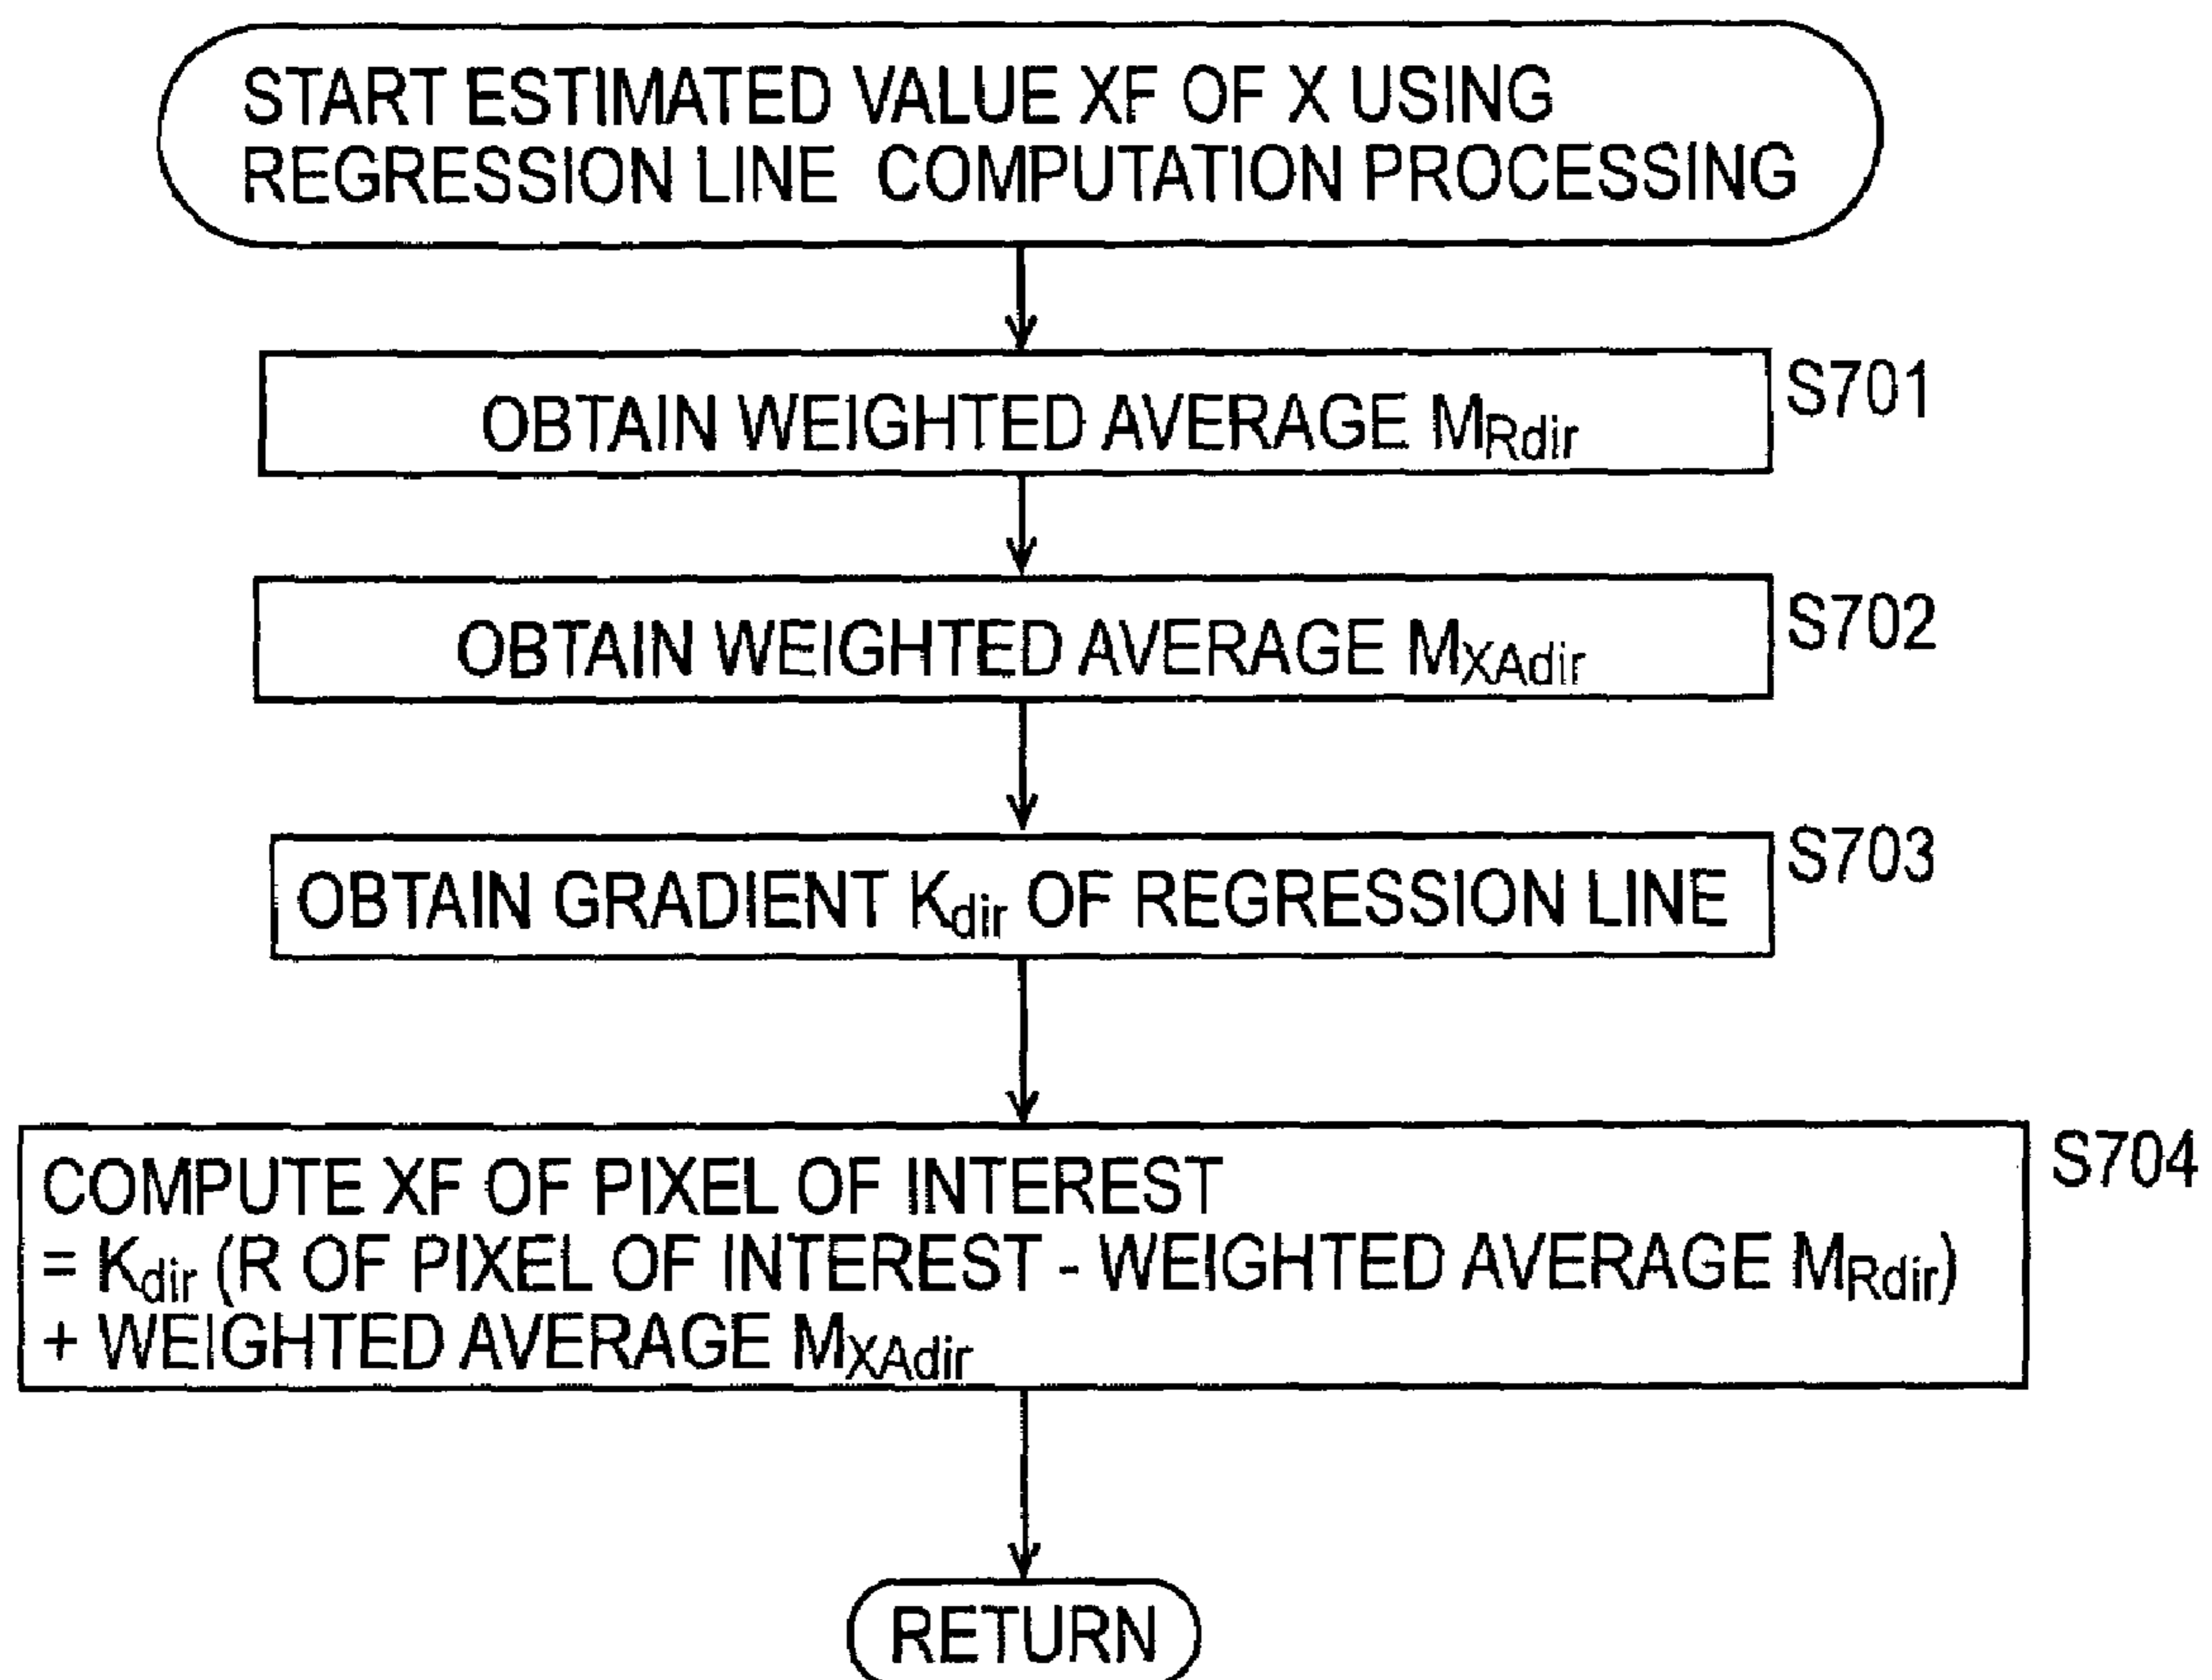 START ESTIMATED VALUE XF OF X USING
REGRESSION LINE COMPUTATION PROCESSING
OBTAIN WEIGHTED AVERAGE MRdir
S701
OBTAIN WEIGHTED AVERAGE MXAdir
S702
OBTAIN GRADIENT Kdir OF REGRESSION LINE
S703
COMPUTE XF OF PIXEL OF INTEREST
= Kdir (R OF PIXEL OF INTEREST - WEIGHTED AVERAGE MRdir)
+ WEIGHTED AVERAGE MXAdir
S704
RETURN